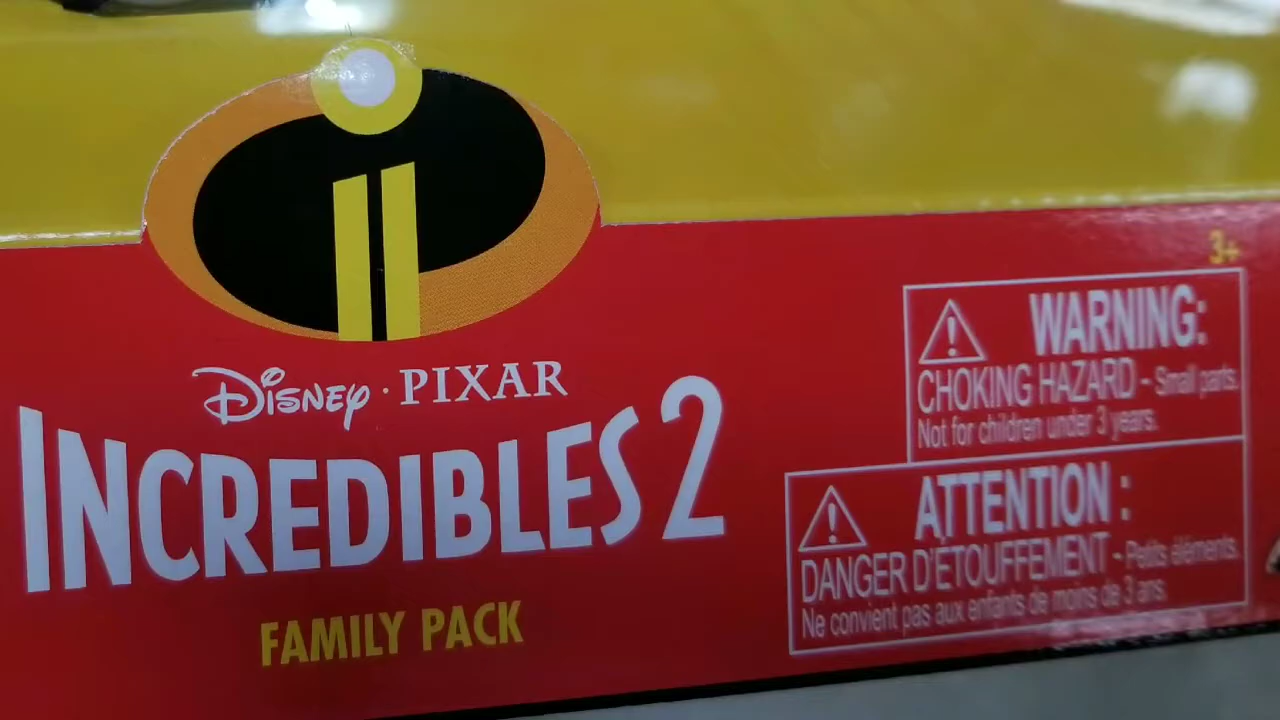 DISNEY · PIXAR
INCREDIBLES 2
FAMILY PACK
3+
WARNING:
CHOKING HAZARD - Small parts.
Not for children under 3 years.
ATTENTION :
DANGER D'ÉTOUFFEMENT - Petits éléments.
Ne convient pas aux enfants de moins de 3 ans.